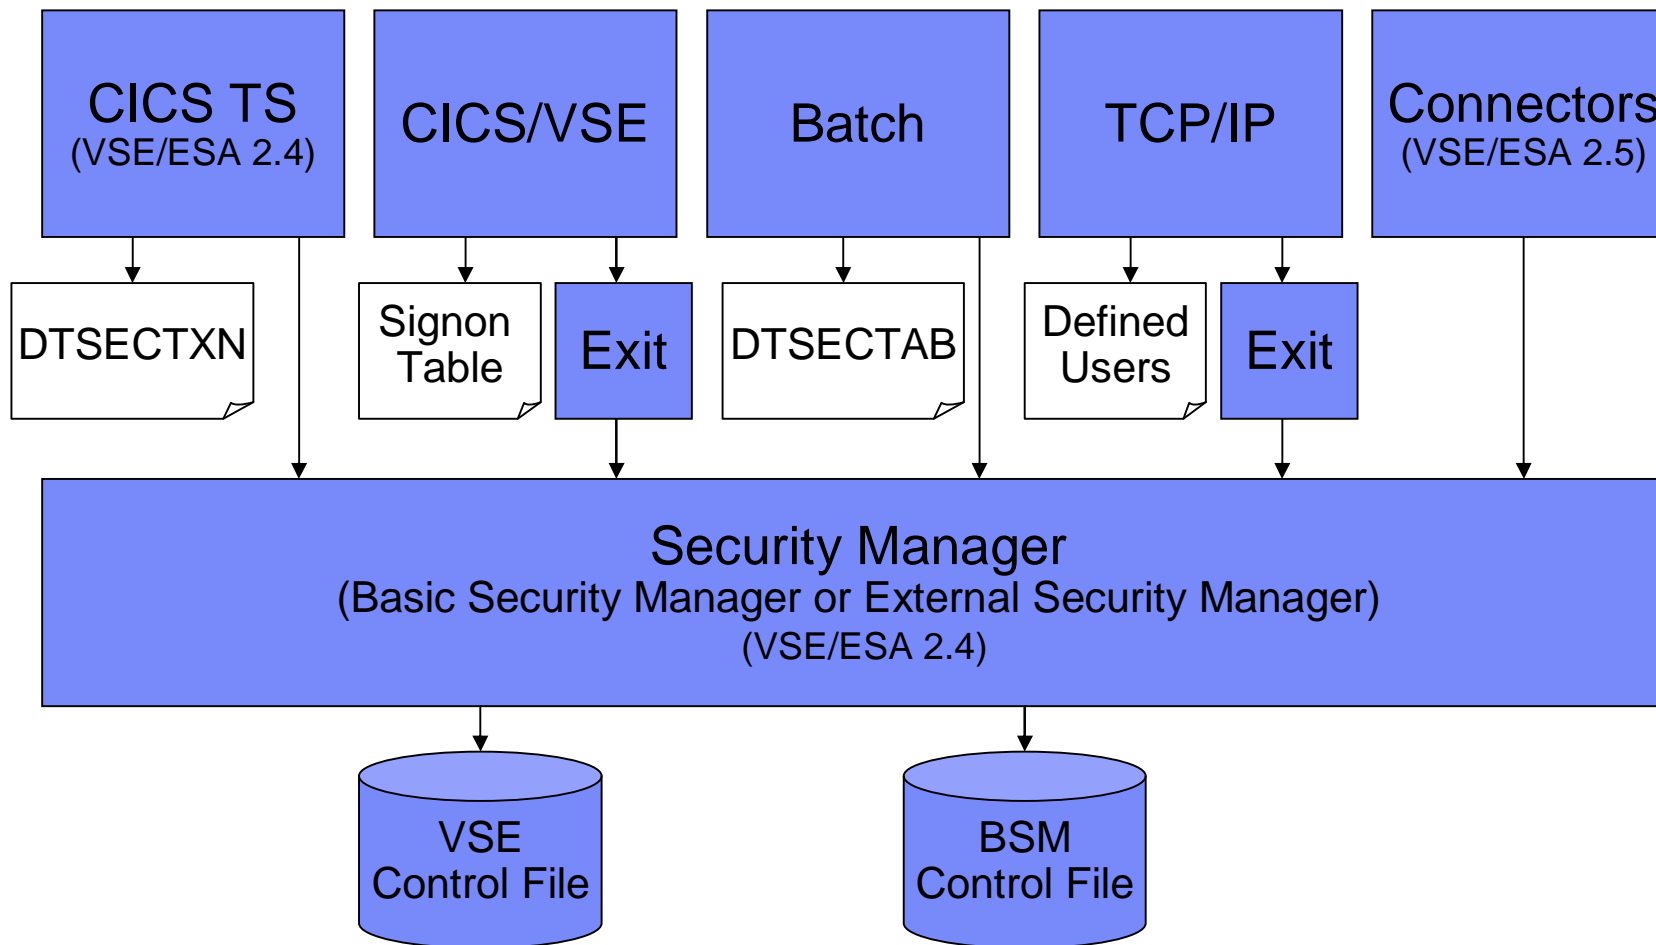 CICS TS
(VSE/ESA 2.4)
CICS/VSE
Batch
TCP/IP
Connectors
(VSE/ESA 2.5)
DTSECTXN
Signon
Table
Exit
DTSECTAB
Defined
Users
Exit
Security Manager
(Basic Security Manager or External Security Manager)
(VSE/ESA 2.4)
VSE
Control File
BSM
Control File